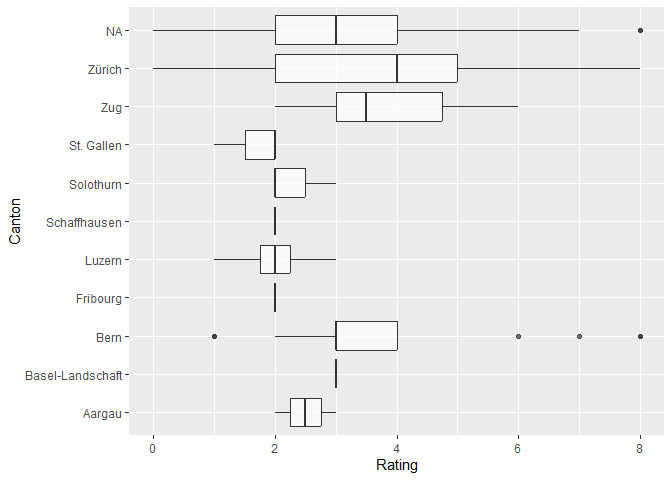 NA
Zürich
Zug
St. Gallen
Solothurn
Schaffhausen
Luzern
Fribourg
Bern
Basel-Landschaft
Aargau
Canton
0 2 4 6 8
Rating